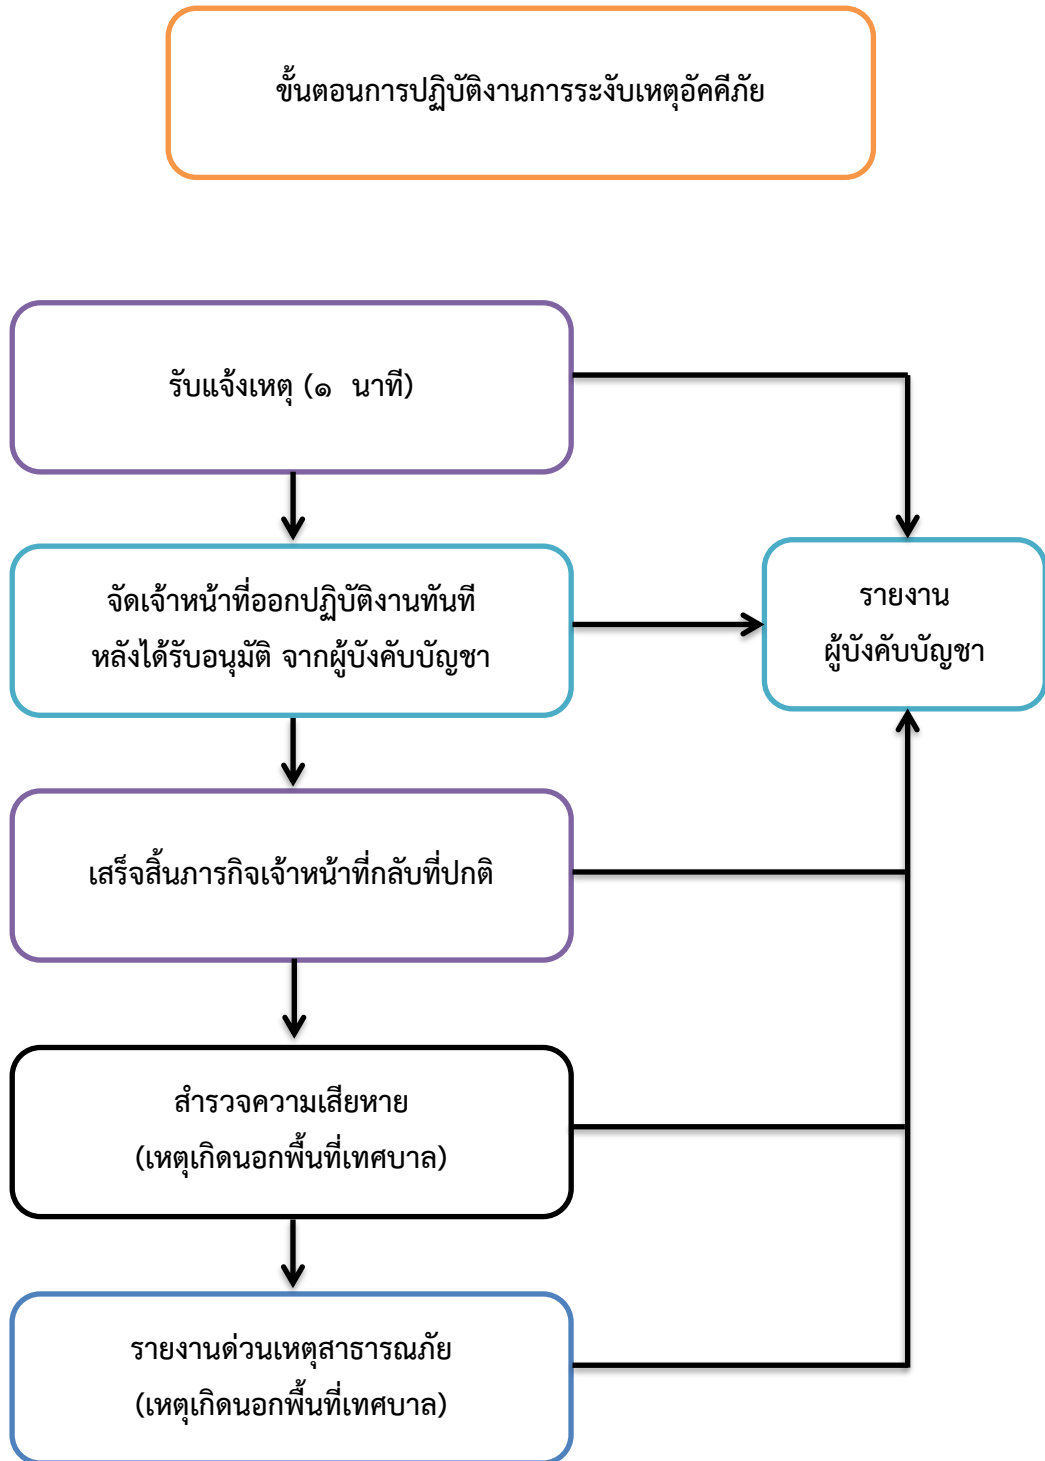 ขั้นตอนการปฏิบัติงานการระงับเหตุอัคคีภัย
รับแจ้งเหตุ (๑ นาที)
จัดเจ้าหน้าที่ออกปฏิบัติงานทันที
หลังได้รับอนุมัติ จากผู้บังคับบัญชา
รายงาน
ผู้บังคับบัญชา
เสร็จสิ้นภารกิจเจ้าหน้าที่กลับที่ปกติ
สำรวจความเสียหาย
(เหตุเกิดนอกพื้นที่เทศบาล)
รายงานด่วนเหตุสาธารณภัย
(เหตุเกิดนอกพื้นที่เทศบาล)